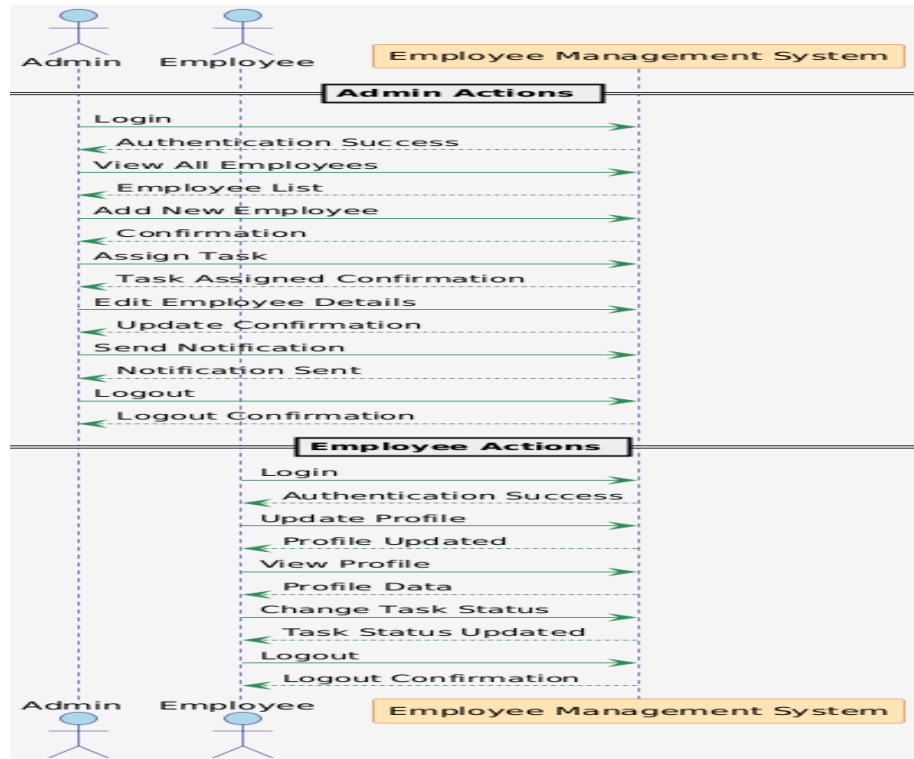 Admin
Employee
Employee Management System
Admin Actions
Login
Authentication Success
View All Employees
Employee List
Add New Employee
Confirmation
Assign Task
Task Assigned Confirmation
Edit Employee Details
Update Confirmation
Send Notification
Notification Sent
Logout
Logout Confirmation
Employee Actions
Login
Authentication Success
Update Profile
Profile Updated
View Profile
Profile Data
Change Task Status
Task Status Updated
Logout
Logout Confirmation
Admin
Employee
Employee Management System